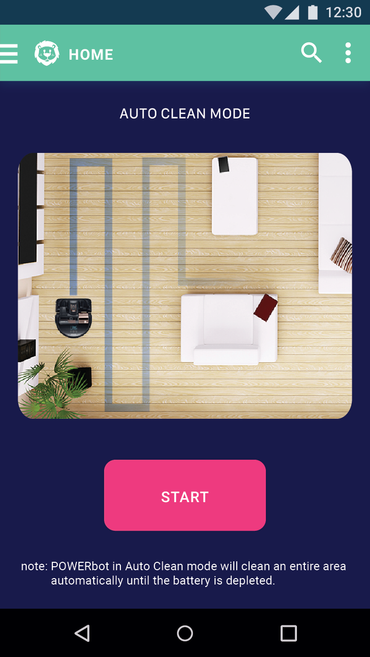 12:30
HOME
AUTO CLEAN MODE
START
note: POWERbot in Auto Clean mode will clean an entire area
automatically until the battery is depleted.